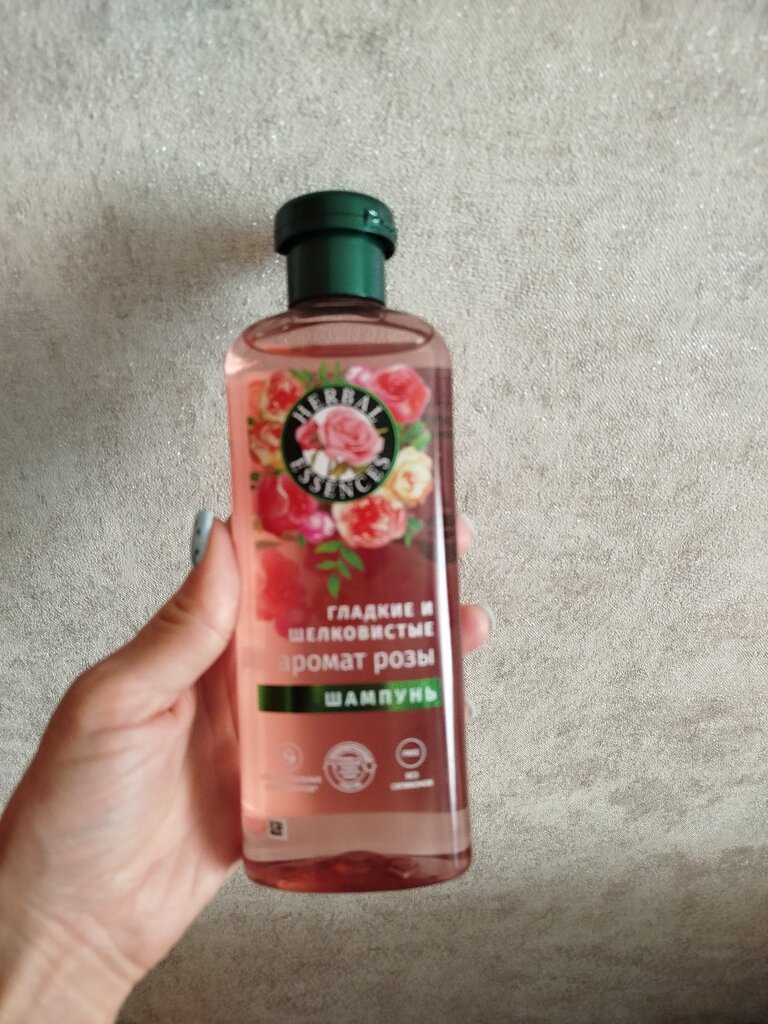 HERBAL
ESSENCES
ГЛАДКИЕ И
ШЕЛКОВИСТЫЕ
аромат розы
ШАМПУНЬ